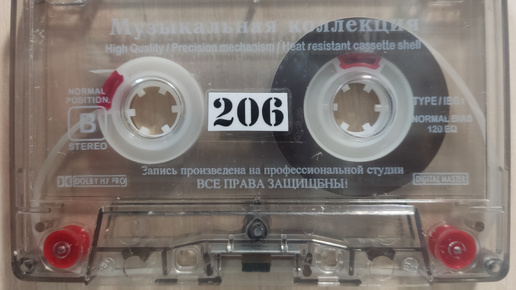 Музыкальная коллекция
High Quality / Precision mechanism / Heat resistant cassette shell
NORMAL
POSITION
B
STEREO
206
TYPE I/IEC I
NORMAL BIAS
120 EQ
Запись произведена на профессиональной студии
ВСЕ ПРАВА ЗАЩИЩЕНЫ!
DOLBY HX PRO
DIGITAL MASTER